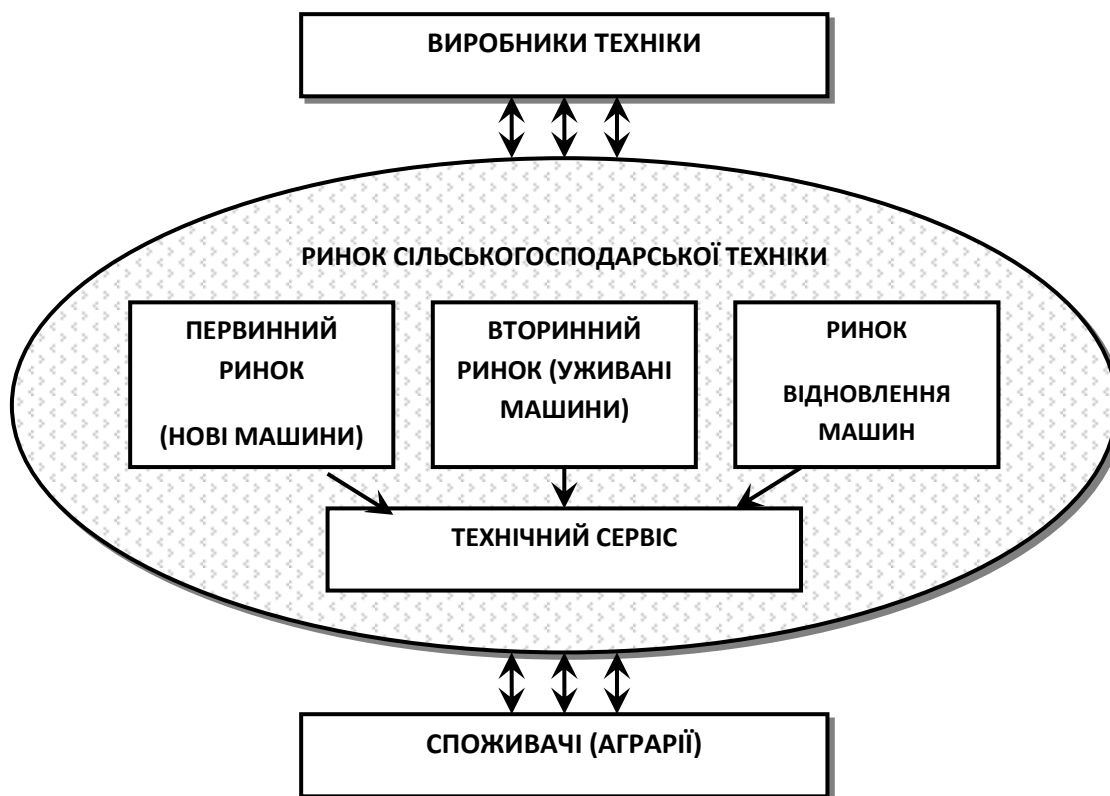 ВИРОБНИКИ ТЕХНІКИ
РИНОК СІЛЬСЬКОГОСПОДАРСЬКОЇ ТЕХНІКИ
ПЕРВИННИЙ
РИНОК
(НОВІ МАШИНИ)
ВТОРИННИЙ
РИНОК (УЖИВАНІ
МАШИНИ)
РИНОК
ВІДНОВЛЕННЯ
МАШИН
ТЕХНІЧНИЙ СЕРВІС
СПОЖИВАЧІ (АГРАРІЇ)